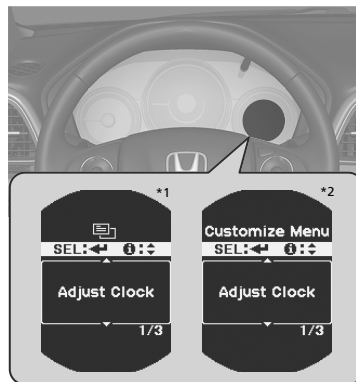 *1
SEL:
Adjust Clock
1/3
*2
Customize Menu
SEL:
Adjust Clock
1/3